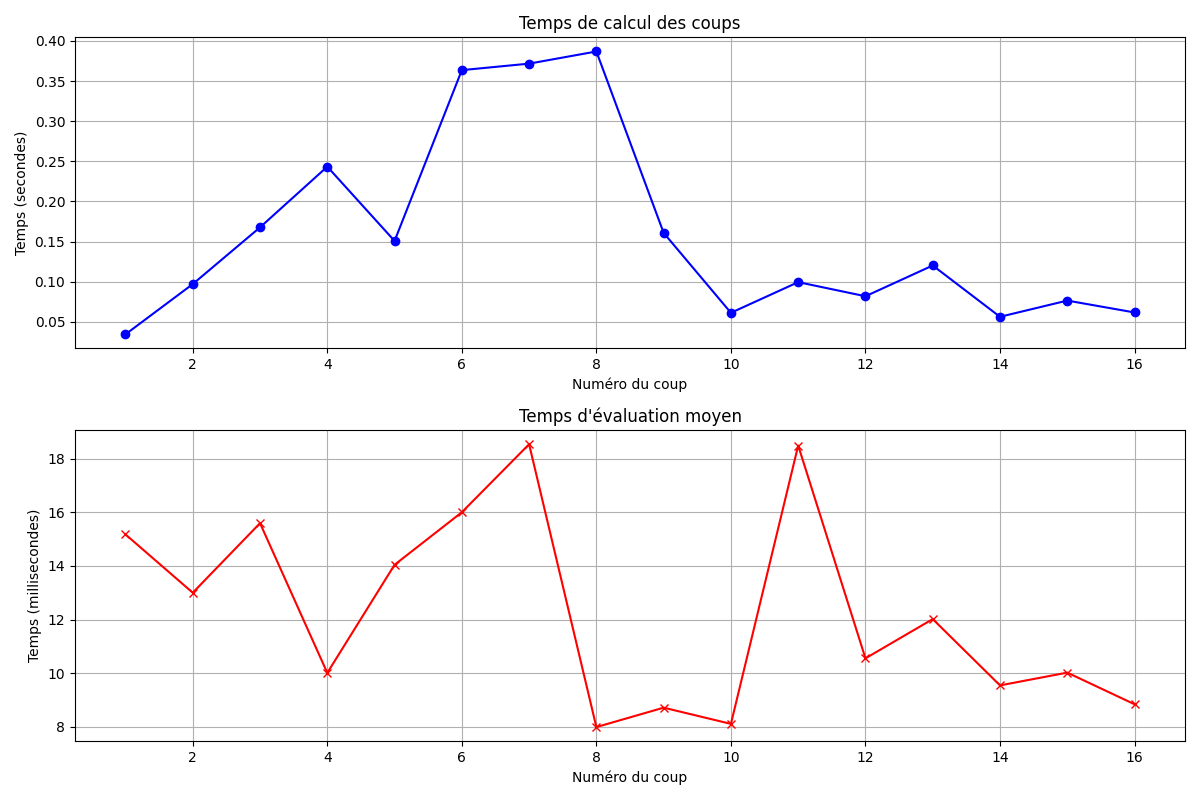 Temps de calcul des coups
Temps (secondes)
0.40
0.35
0.30
0.25
0.20
0.15
0.10
0.05
2 4 6 8 10 12 14 16
Numéro du coup
Temps d'évaluation moyen
Temps (millisecondes)
18
16
14
12
10
8
2 4 6 8 10 12 14 16
Numéro du coup